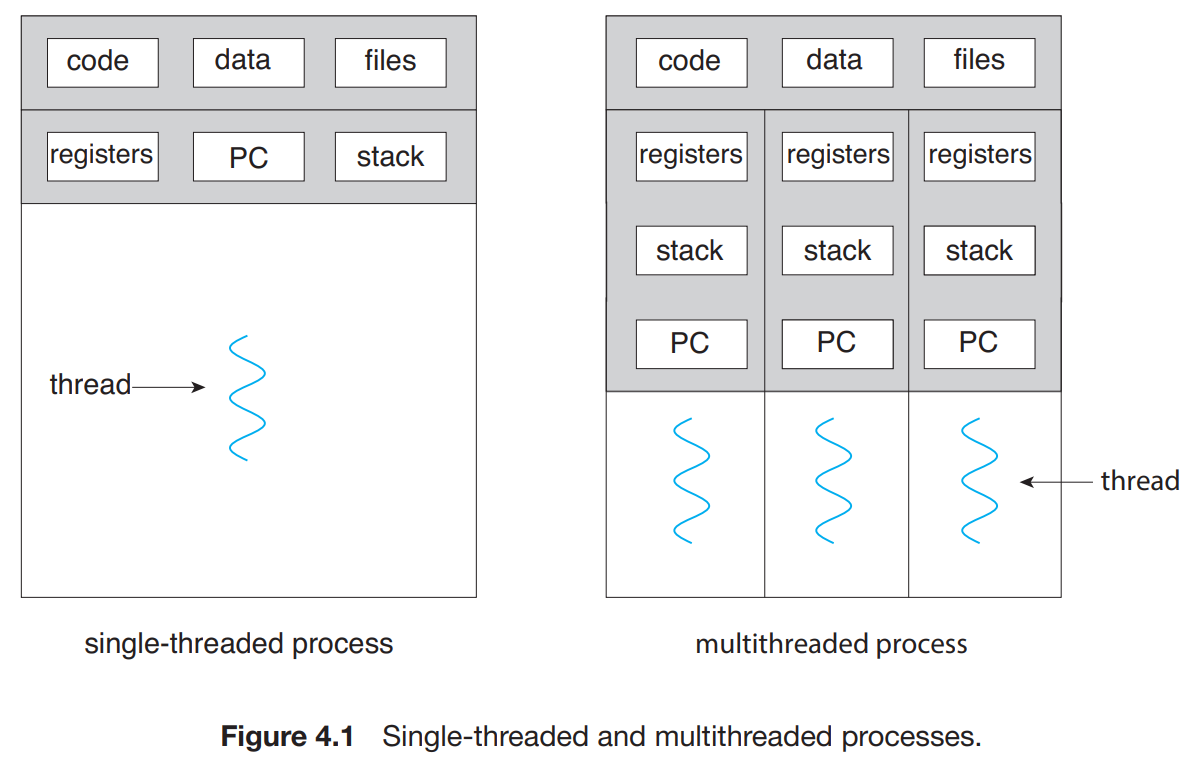 code data files
registers PC stack
thread
single-threaded process
code data files
registers registers registers
stack stack stack
PC PC PC
thread
multithreaded process
Figure 4.1 Single-threaded and multithreaded processes.